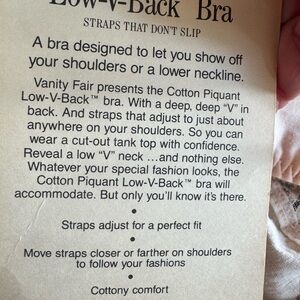 Low-V-Back Bra
STRAPS THAT DON'T SLIP
A bra designed to let you show off
your shoulders or a lower neckline.
Vanity Fair presents the Cotton Piquant
Low-V-Back™ bra. With a deep, deep "V" in
back. And straps that adjust to just about
anywhere on your shoulders. So you can
wear a cut-out tank top with confidence.
Reveal a low "V" neck ...and nothing else.
Whatever your special fashion looks, the
Cotton Piquant Low-V-Back™ bra will
accommodate. But only you'll know it's there.
•
Straps adjust for a perfect fit
•
Move straps closer or farther on shoulders
to follow your fashions
•
Cottony comfort